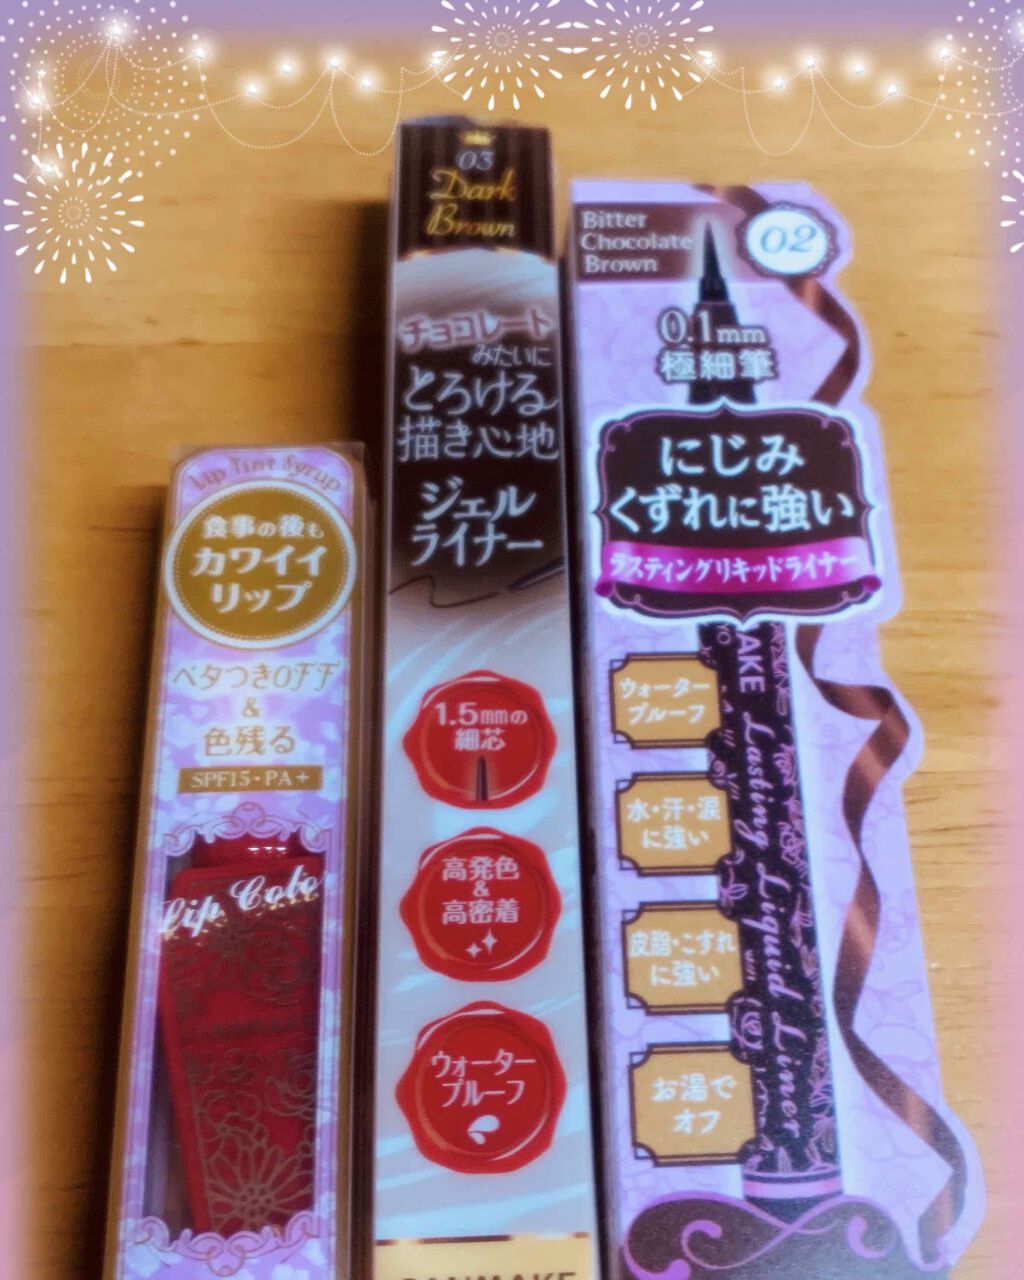 Lip Tint Syrup
食事の後も
カワイイ
リップ
ベタつきOFF
&
色残る
SPF15・PA+
Lip Colo
03
Dark
Brown
チョコレート
みたいに
とろける
描き心地
ジェル
ライナー
1.5mmの
細芯
高発色
&
高密着
ウォーター
プルーフ
CANMAKE
Bitter
Chocolate
Brown
02
0.1mm
極細筆
にじみ
くずれに強い
ラスティングリキッドライナー
AKE
Lasting Liquid Liner
ウォーター
プルーフ
水・汗・涙
に強い
皮脂・こすれ
に強い
お湯で
オフ